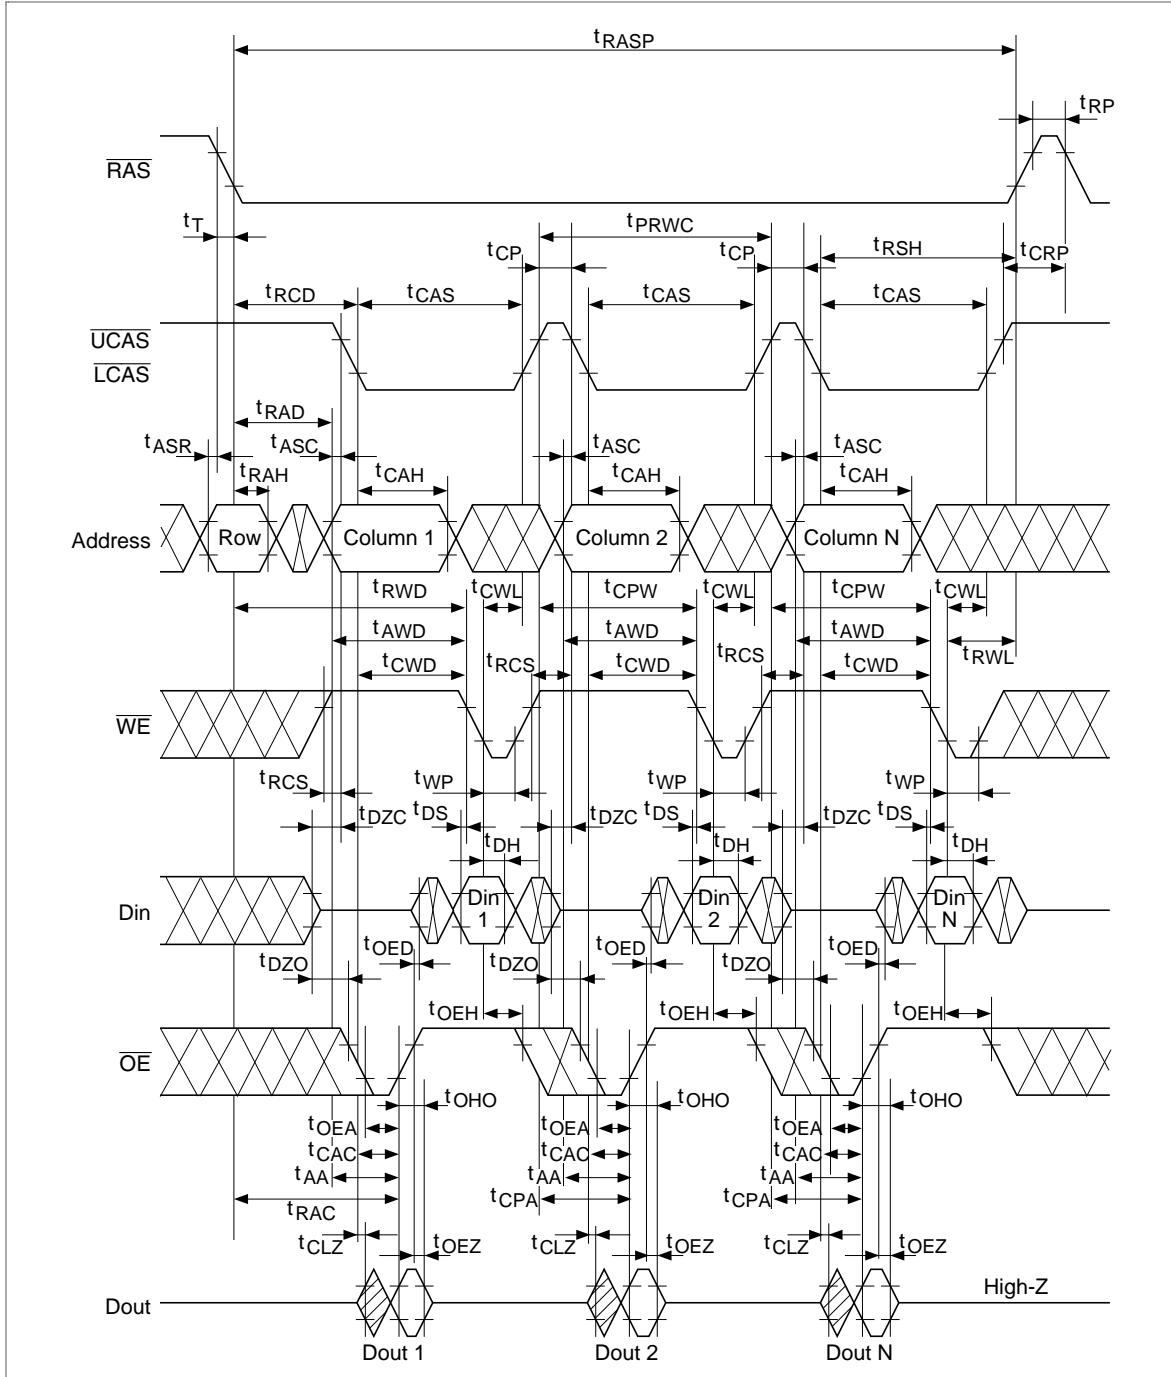 tRASP
tRP
RAS
tT
tPRWC
tCP
tCP
tRSH
tCRP
tRCD
tCAS
tCAS
tCAS
UCAS
LCAS
tRAD
tASR
tASC
tASC
tASC
tRAH
tCAH
tCAH
tCAH
Address
Row
Column 1
Column 2
Column N
tRWD
tCWL
tCPW
tCWL
tCPW
tCWL
tAWD
tAWD
tAWD
tCWD
tRCS
tCWD
tRCS
tCWD
tRWL
WE
tRCS
tWP
tWP
tWP
tDZC
tDS
tDZC
tDS
tDZC
tDS
tDH
tDH
tDH
Din
Din
1
Din
2
Din
N
tDZO
tOED
tDZO
tOED
tDZO
tOED
tOEH
tOEH
tOEH
OE
tOHO
tOHO
tOHO
tOEA
tOEA
tOEA
tCAC
tCAC
tCAC
tAA
tAA
tAA
tRAC
tCPA
tCPA
tCLZ
tOEZ
tCLZ
tOEZ
tCLZ
tOEZ
Dout
High-Z
Dout 1
Dout 2
Dout N